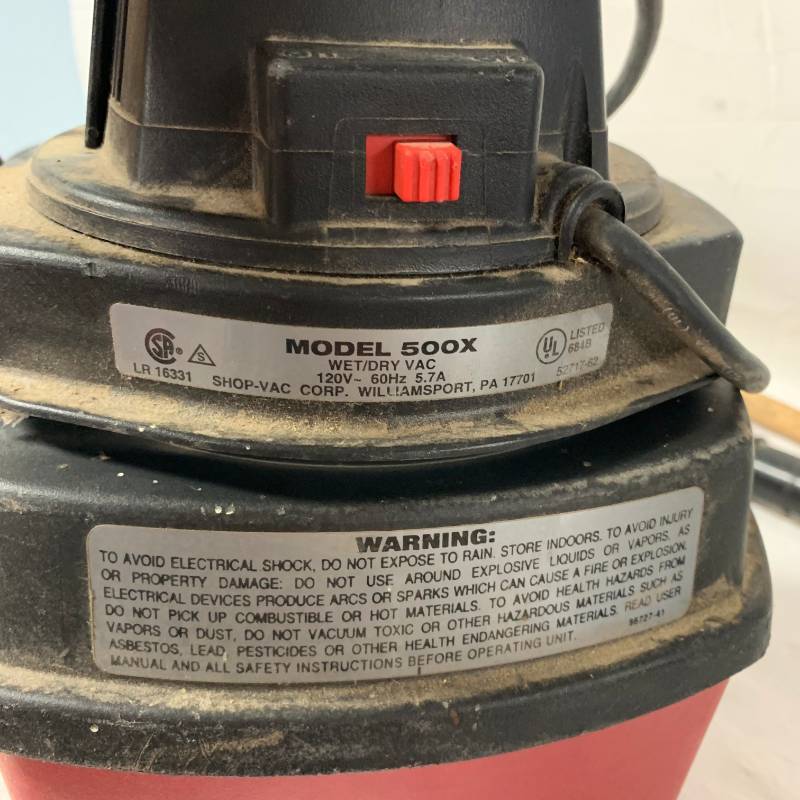 MODEL 500X
WET/DRY VAC
120V~ 60Hz 5.7A
SHOP-VAC CORP. WILLIAMSPORT, PA 17701
SA
S
LR 16331
UL
LISTED
684B
52717-62
WARNING:
TO AVOID ELECTRICAL SHOCK, DO NOT EXPOSE TO RAIN. STORE INDOORS. TO AVOID INJURY
OR PROPERTY DAMAGE: DO NOT USE AROUND EXPLOSIVE LIQUIDS OR VAPORS, AS
ELECTRICAL DEVICES PRODUCE ARCS OR SPARKS WHICH CAN CAUSE A FIRE OR EXPLOSION.
DO NOT PICK UP COMBUSTIBLE OR HOT MATERIALS. TO AVOID HEALTH HAZARDS FROM
VAPORS OR DUST, DO NOT VACUUM TOXIC OR OTHER HAZARDOUS MATERIALS SUCH AS
ASBESTOS, LEAD, PESTICIDES OR OTHER HEALTH ENDANGERING MATERIALS. READ USER
MANUAL AND ALL SAFETY INSTRUCTIONS BEFORE OPERATING UNIT.
56727-41